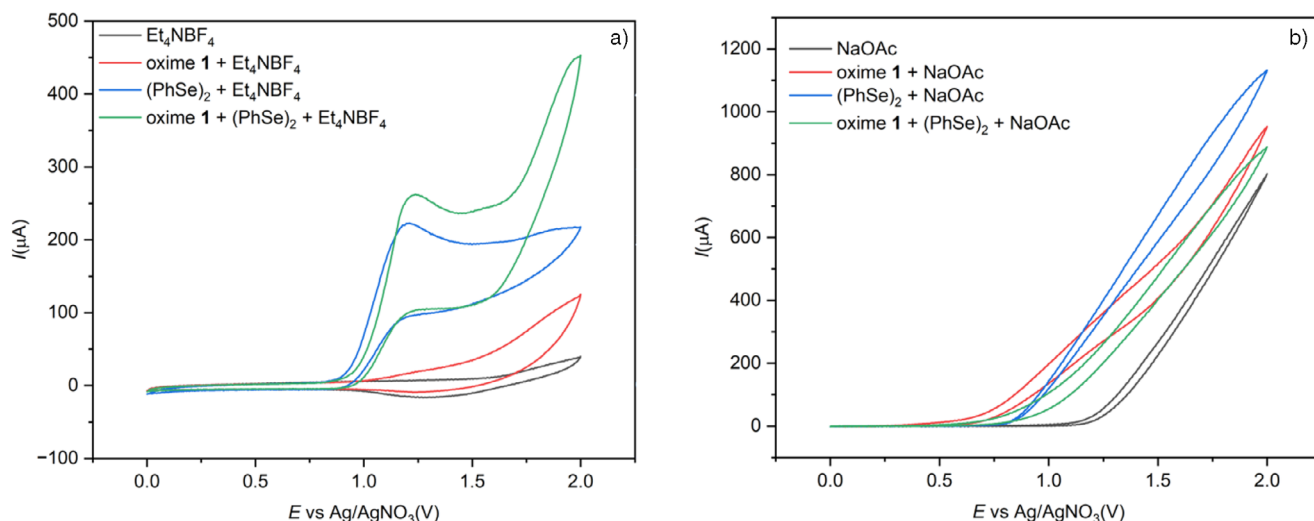 a)
Et₄NBF₄
oxime 1 + Et₄NBF₄
(PhSe)₂ + Et₄NBF₄
oxime 1 + (PhSe)₂ + Et₄NBF₄
500
400
300
200
100
0
−100
I(μA)
0.0 0.5 1.0 1.5 2.0
E vs Ag/AgNO₃(V)
b)
NaOAc
oxime 1 + NaOAc
(PhSe)₂ + NaOAc
oxime 1 + (PhSe)₂ + NaOAc
1200
1000
800
600
400
200
0
I(μA)
0.0 0.5 1.0 1.5 2.0
E vs Ag/AgNO₃(V)